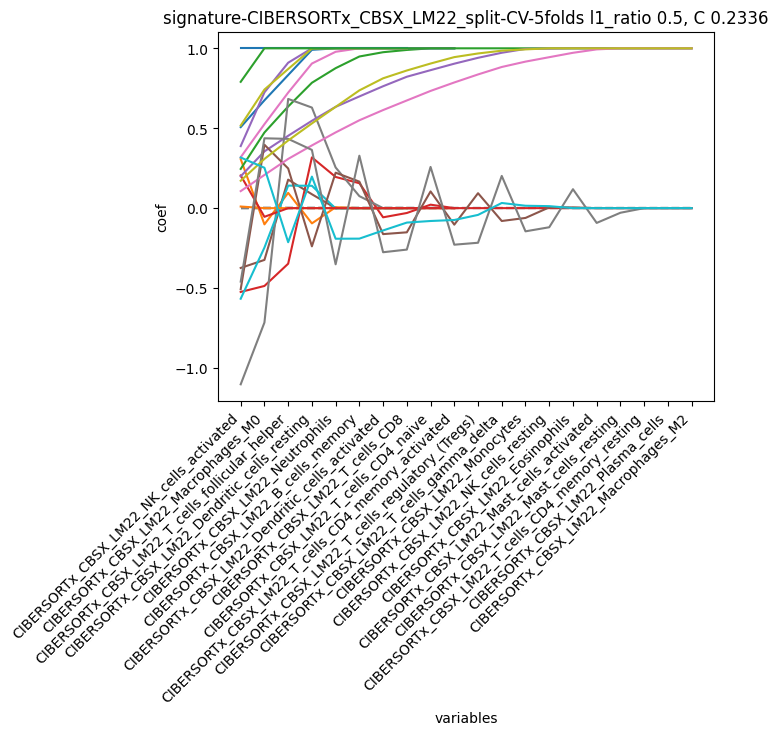 signature-CIBERSORTx_CBSX_LM22_split-CV-5folds l1_ratio 0.5, C 0.2336
1.0
0.5
0.0
−0.5
−1.0
coef
CIBERSORTx_CBSX_LM22_NK_cells_activated
CIBERSORTx_CBSX_LM22_Macrophages_M0
CIBERSORTx_CBSX_LM22_T_cells_follicular_helper
CIBERSORTx_CBSX_LM22_Dendritic_cells_resting
CIBERSORTx_CBSX_LM22_Neutrophils
CIBERSORTx_CBSX_LM22_B_cells_memory
CIBERSORTx_CBSX_LM22_Dendritic_cells_activated
CIBERSORTx_CBSX_LM22_T_cells_CD8
CIBERSORTx_CBSX_LM22_T_cells_CD4_naive
CIBERSORTx_CBSX_LM22_T_cells_CD4_memory_activated
CIBERSORTx_CBSX_LM22_T_cells_regulatory_(Tregs)
CIBERSORTx_CBSX_LM22_T_cells_gamma_delta
CIBERSORTx_CBSX_LM22_Monocytes
CIBERSORTx_CBSX_LM22_NK_cells_resting
CIBERSORTx_CBSX_LM22_Eosinophils
CIBERSORTx_CBSX_LM22_Mast_cells_activated
CIBERSORTx_CBSX_LM22_Mast_cells_resting
CIBERSORTx_CBSX_LM22_T_cells_CD4_memory_resting
CIBERSORTx_CBSX_LM22_Plasma_cells
CIBERSORTx_CBSX_LM22_Macrophages_M2
variables